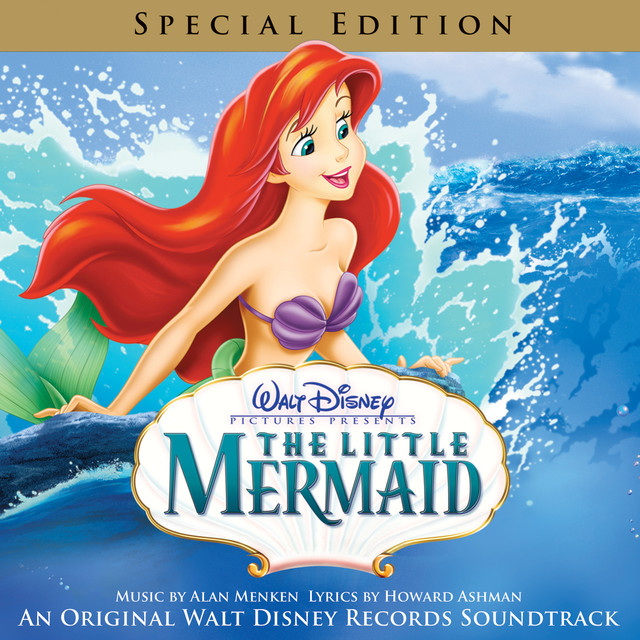 SPECIAL EDITION
WALT DISNEY
PICTURES PRESENTS
THE LITTLE
MERMAID
MUSIC BY ALAN MENKEN LYRICS BY HOWARD ASHMAN
AN ORIGINAL WALT DISNEY RECORDS SOUNDTRACK